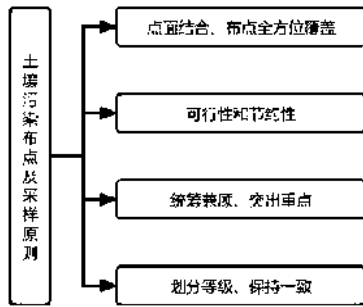 土壤污染布点及采样原则
点面结合、布点全方位覆盖
可行性和节约性
统筹兼顾、突出重点
划分等级、保持一致